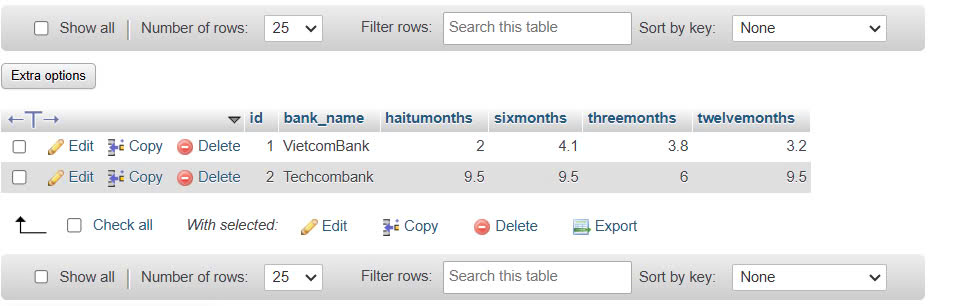 Show all Number of rows: 25 Filter rows: Search this table Sort by key: None
Extra options
id bank_name haitumonths sixmonths threemonths twelvemonths
Edit Copy Delete 1 VietcomBank 2 4.1 3.8 3.2
Edit Copy Delete 2 Techcombank 9.5 9.5 6 9.5
Check all With selected: Edit Copy Delete Export
Show all Number of rows: 25 Filter rows: Search this table Sort by key: None